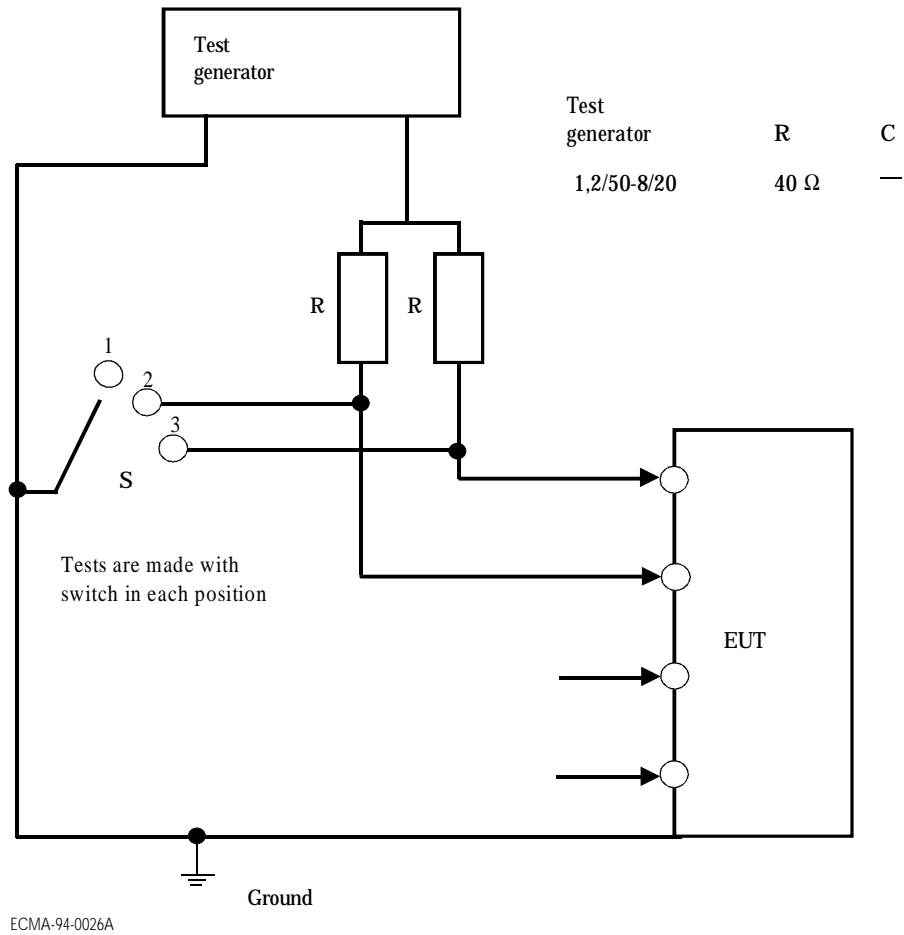 Test
generator
Test
generator R C
1,2/50-8/20 40 Ω —
R R
1
2
3
S
Tests are made with
switch in each position
EUT
Ground
ECMA-94-0026A